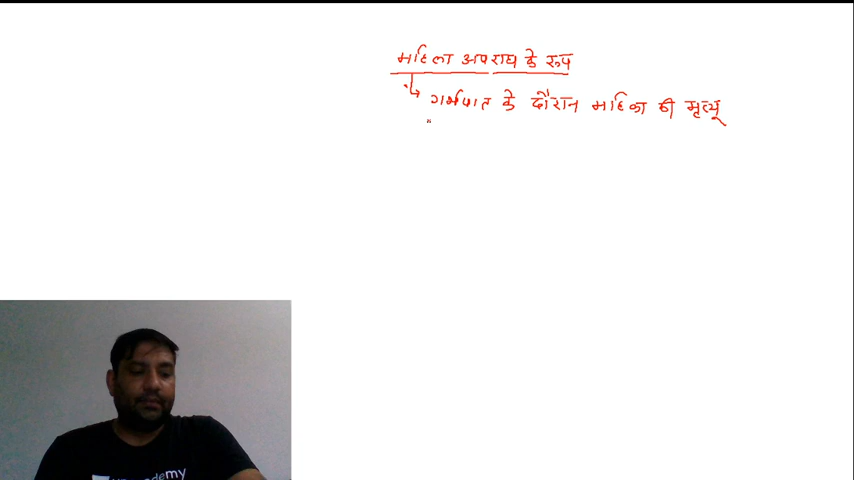 महिला अपराध के रूप
गर्भपात के दौरान महिला की मृत्यु